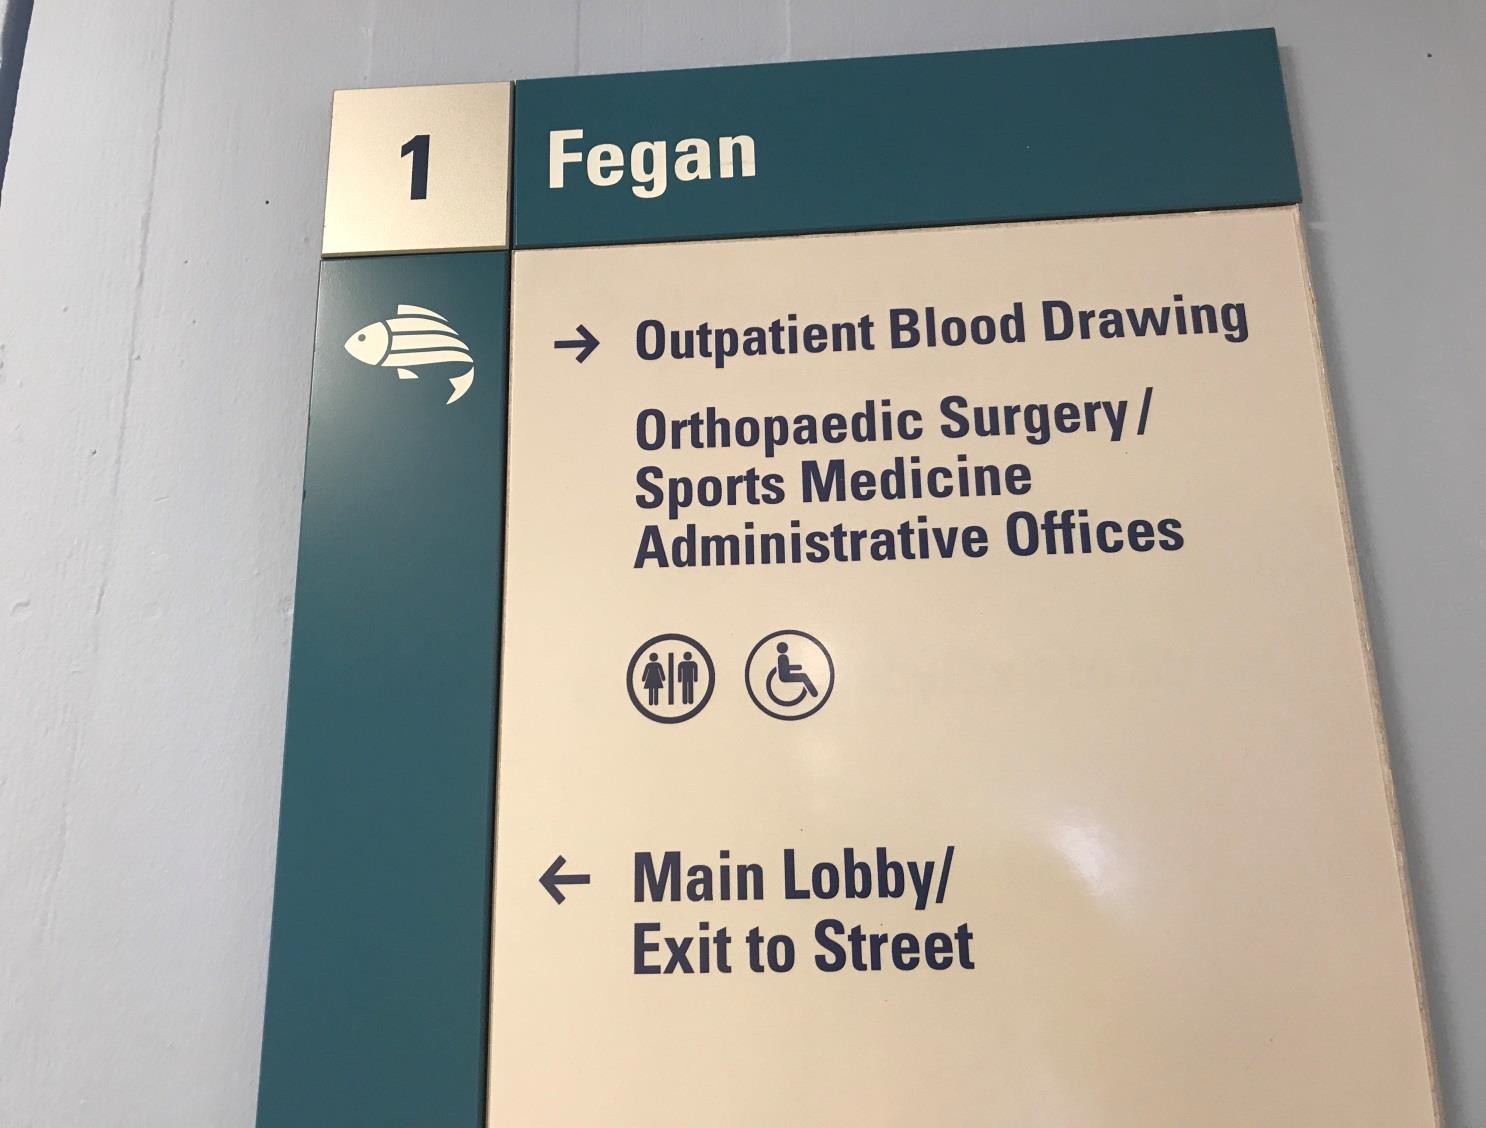 1
Fegan
→ Outpatient Blood Drawing
Orthopaedic Surgery/
Sports Medicine
Administrative Offices
← Main Lobby/
Exit to Street